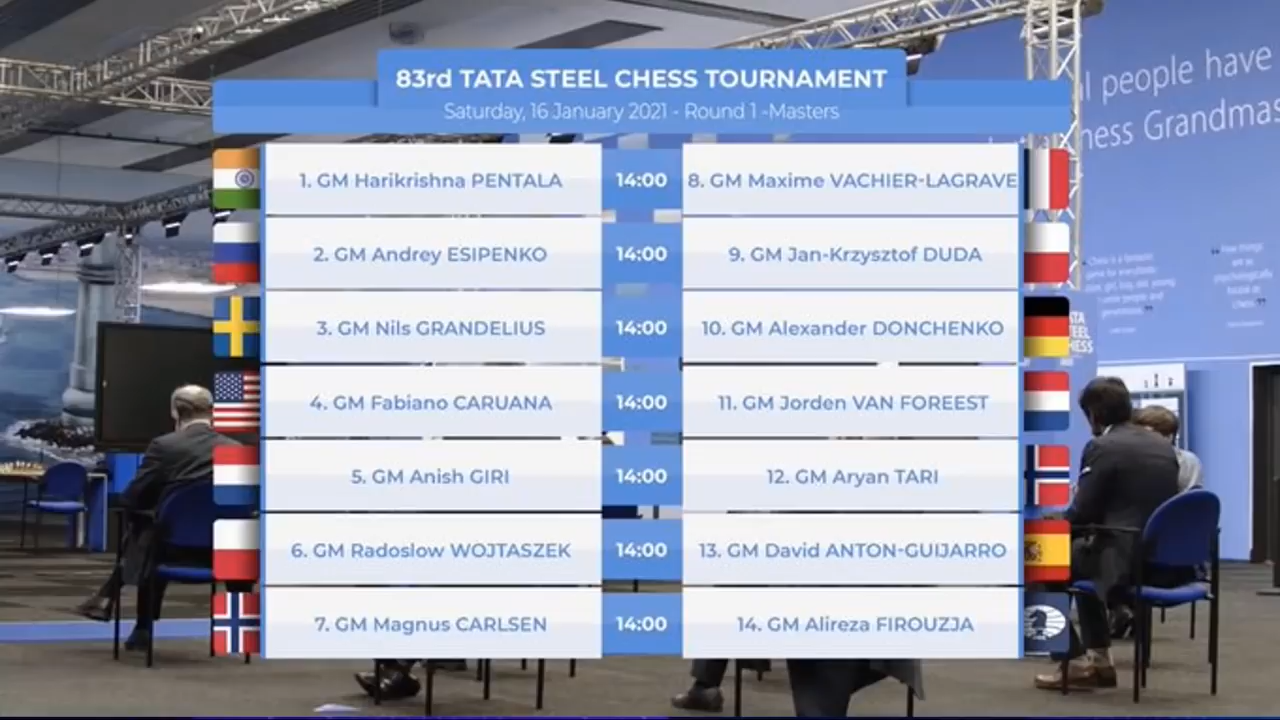 83rd TATA STEEL CHESS TOURNAMENT
Saturday, 16 January 2021 - Round 1 -Masters
1. GM Harikrishna PENTALA 14:00 8. GM Maxime VACHIER-LAGRAVE
2. GM Andrey ESIPENKO 14:00 9. GM Jan-Krzysztof DUDA
3. GM Nils GRANDELIUS 14:00 10. GM Alexander DONCHENKO
4. GM Fabiano CARUANA 14:00 11. GM Jorden VAN FOREEST
5. GM Anish GIRI 14:00 12. GM Aryan TARI
6. GM Radoslow WOJTASZEK 14:00 13. GM David ANTON-GUIJARRO
7. GM Magnus CARLSEN 14:00 14. GM Alireza FIROUZJA
l people have
ness Grandmas